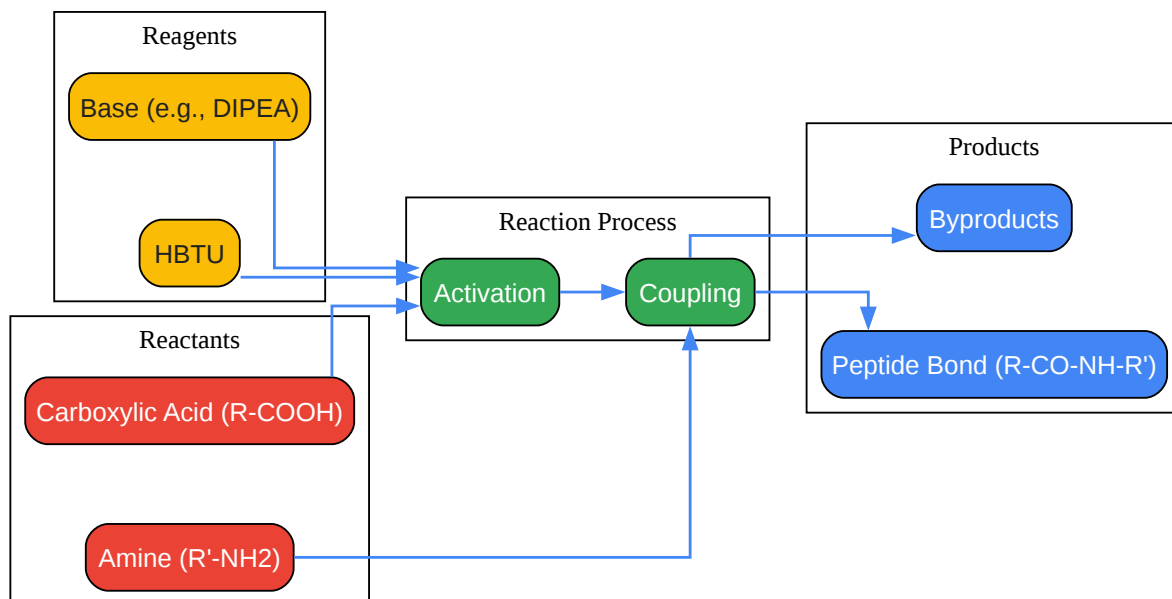 Reagents
Base (e.g., DIPEA)
HBTU
Reactants
Carboxylic Acid (R-COOH)
Amine (R'-NH2)
Reaction Process
Activation
Coupling
Products
Byproducts
Peptide Bond (R-CO-NH-R')